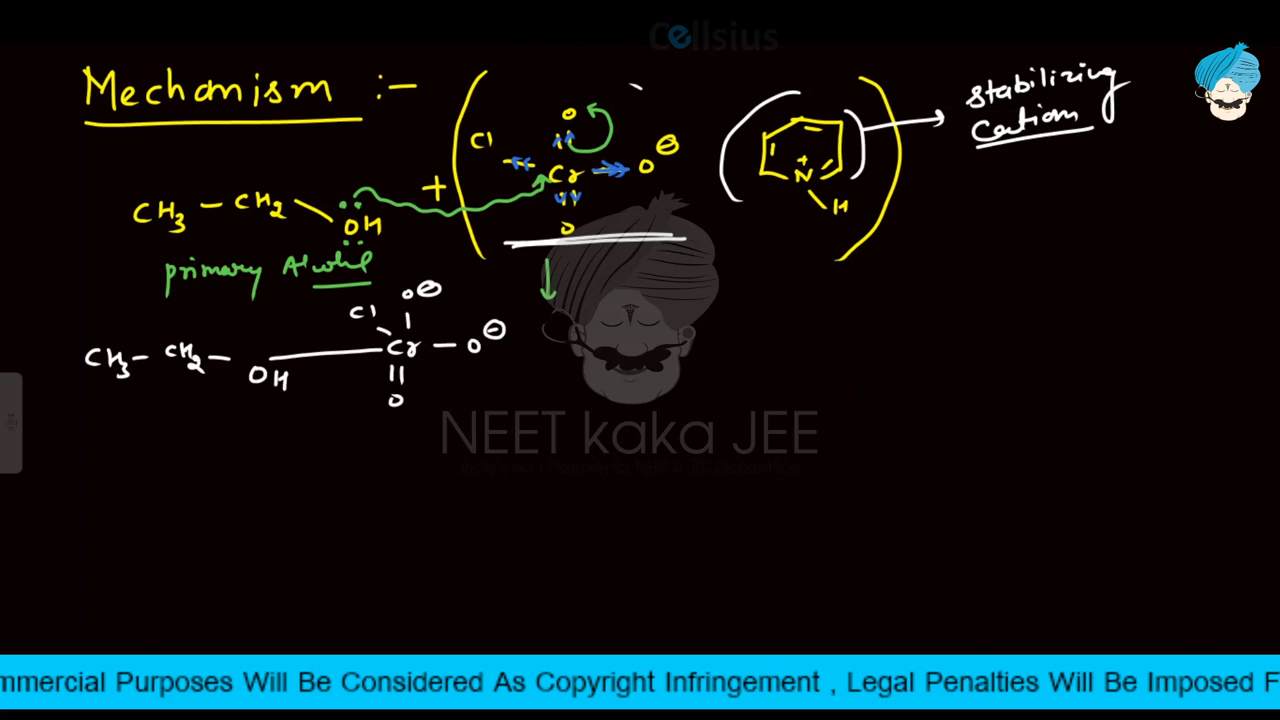 Cellsius
Mechanism :-
CH3 - CH2 OH
primary Alcohol
+
Cl O Cr O ⊖ O
N + H
Stabilizing
Cation
CH3 - CH2 - OH Cr Cl O ⊖ O ⊖ O
NEET kaka JEE
mmercial Purposes Will Be Considered As Copyright Infringement , Legal Penalties Will Be Imposed F